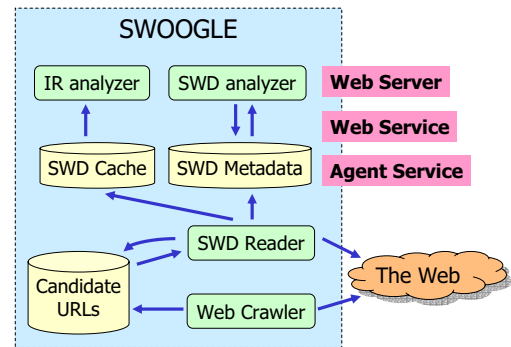 SWOOGLE
IR analyzer
SWD analyzer
Web Server
Web Service
SWD Cache
SWD Metadata
Agent Service
SWD Reader
Candidate
URLs
The Web
Web Crawler